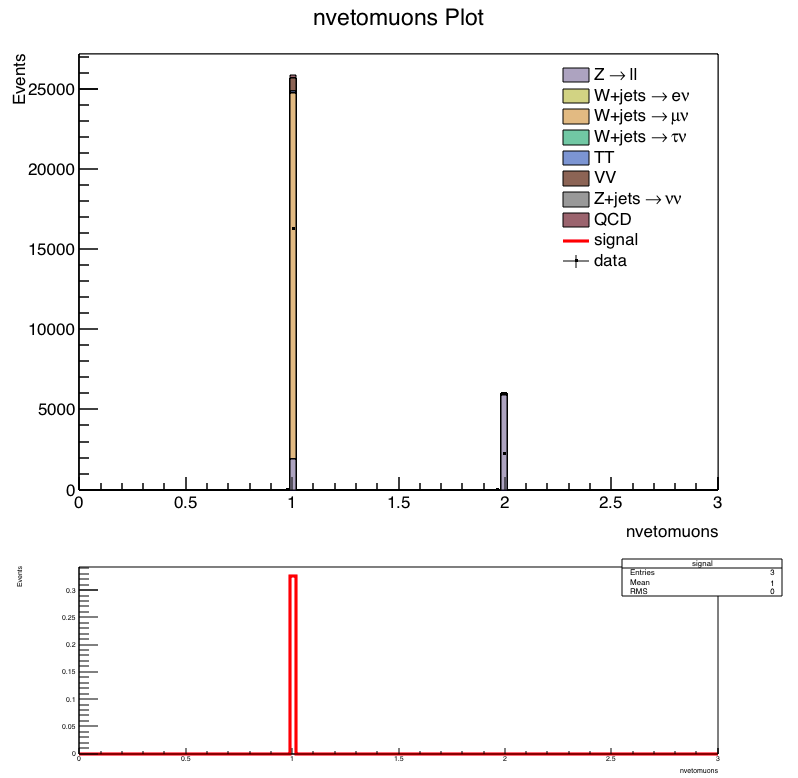 nvetomuons Plot
Events
25000
20000
15000
10000
5000
0
0 0.5 1 1.5 2 2.5 3
nvetomuons
Z → ll
W+jets → eν
W+jets → μν
W+jets → τν
TT
VV
Z+jets → νν
QCD
signal
data
Events
0.3
0.25
0.2
0.15
0.1
0.05
0
0 0.5 1 1.5 2 2.5 3
nvetomuons
signal
Entries 3
Mean 1
RMS 0